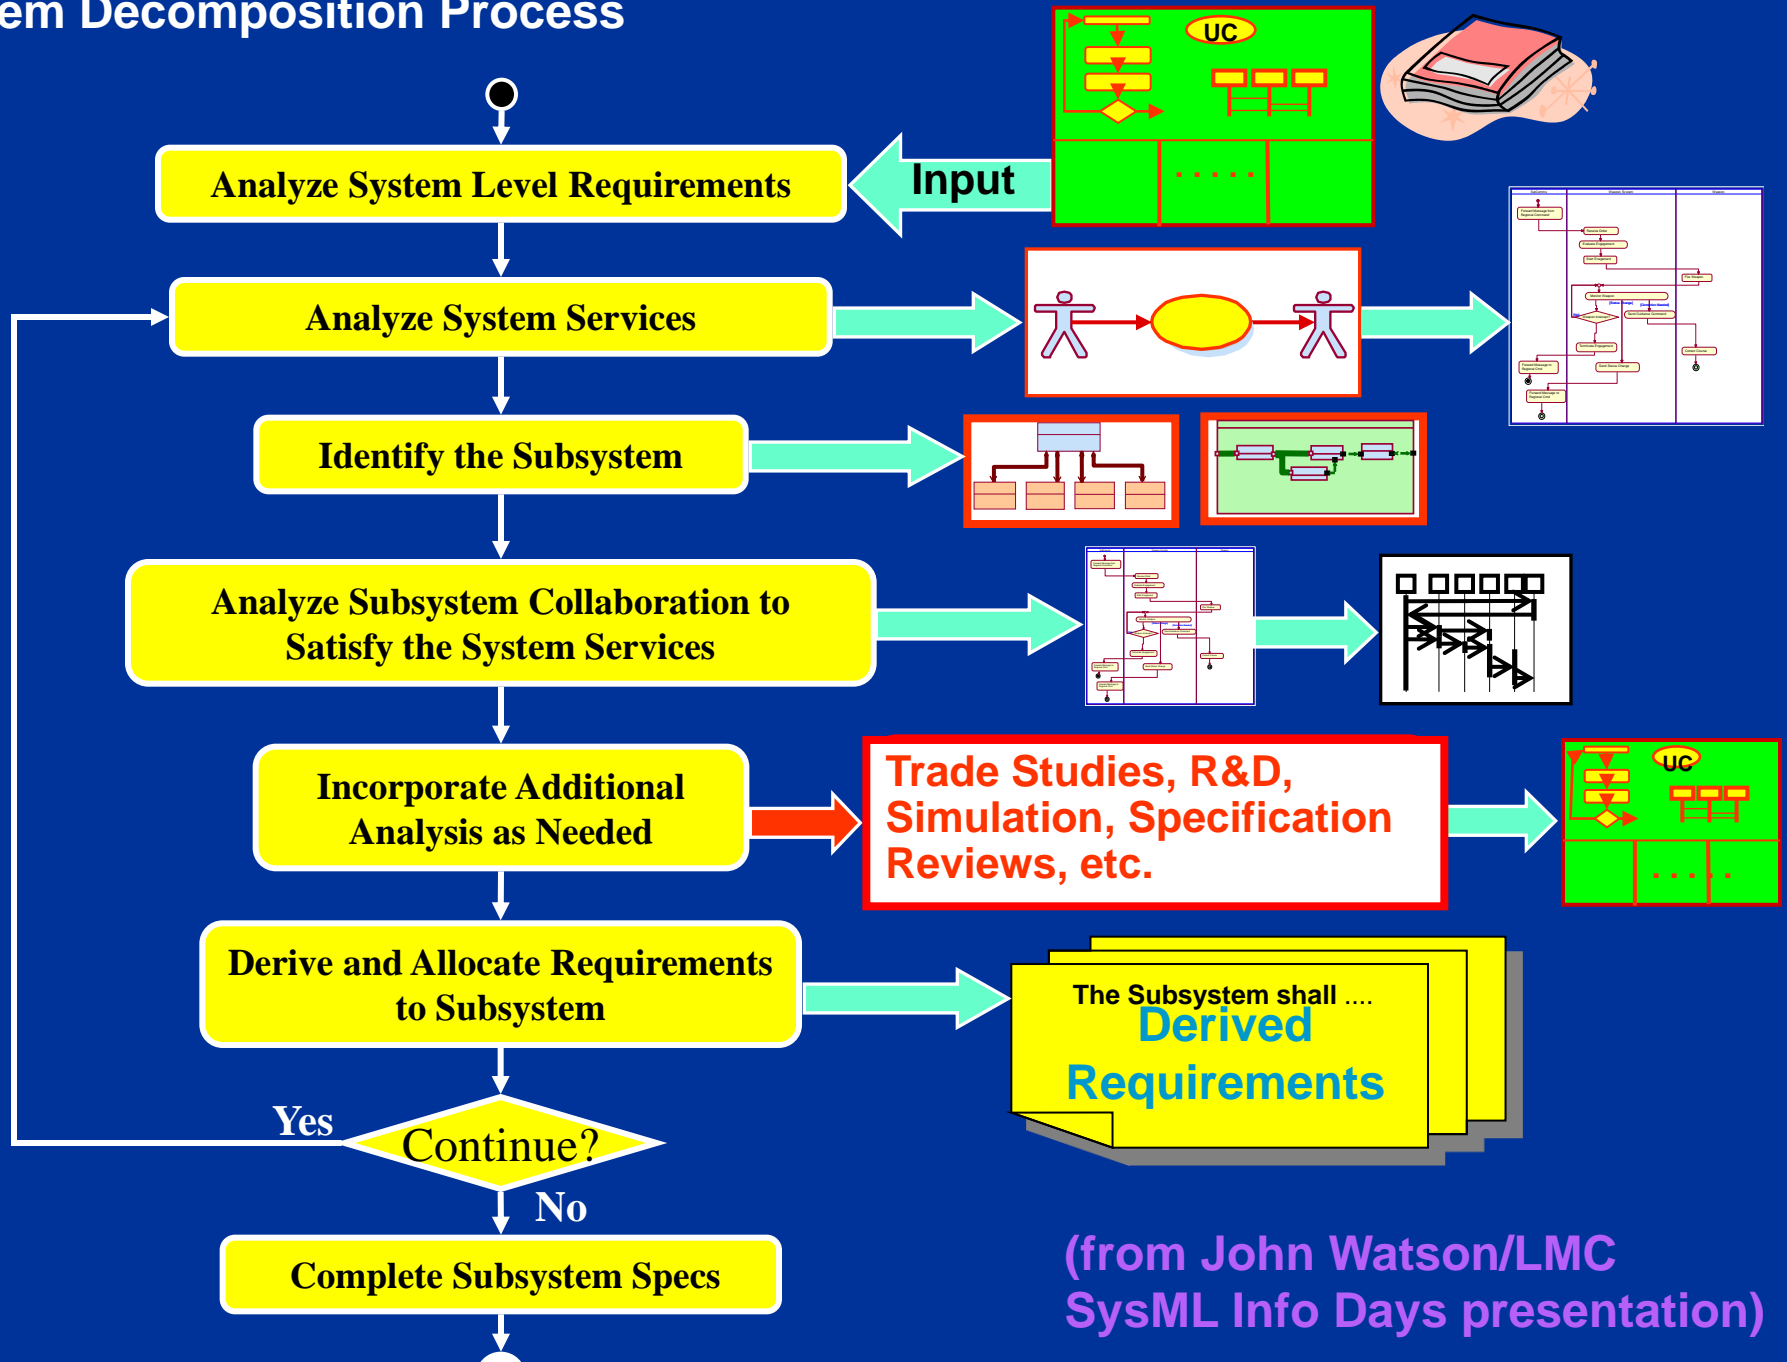 em Decomposition Process
UC
Analyze System Level Requirements
Input
. . . . .
Analyze System Services
Identify the Subsystem
Analyze Subsystem Collaboration to
Satisfy the System Services
Incorporate Additional
Analysis as Needed
Trade Studies, R&D,
Simulation, Specification
Reviews, etc.
UC
. . . . .
Derive and Allocate Requirements
to Subsystem
The Subsystem shall ....
Derived
Requirements
Yes
Continue?
No
Complete Subsystem Specs
(from John Watson/LMC
SysML Info Days presentation)